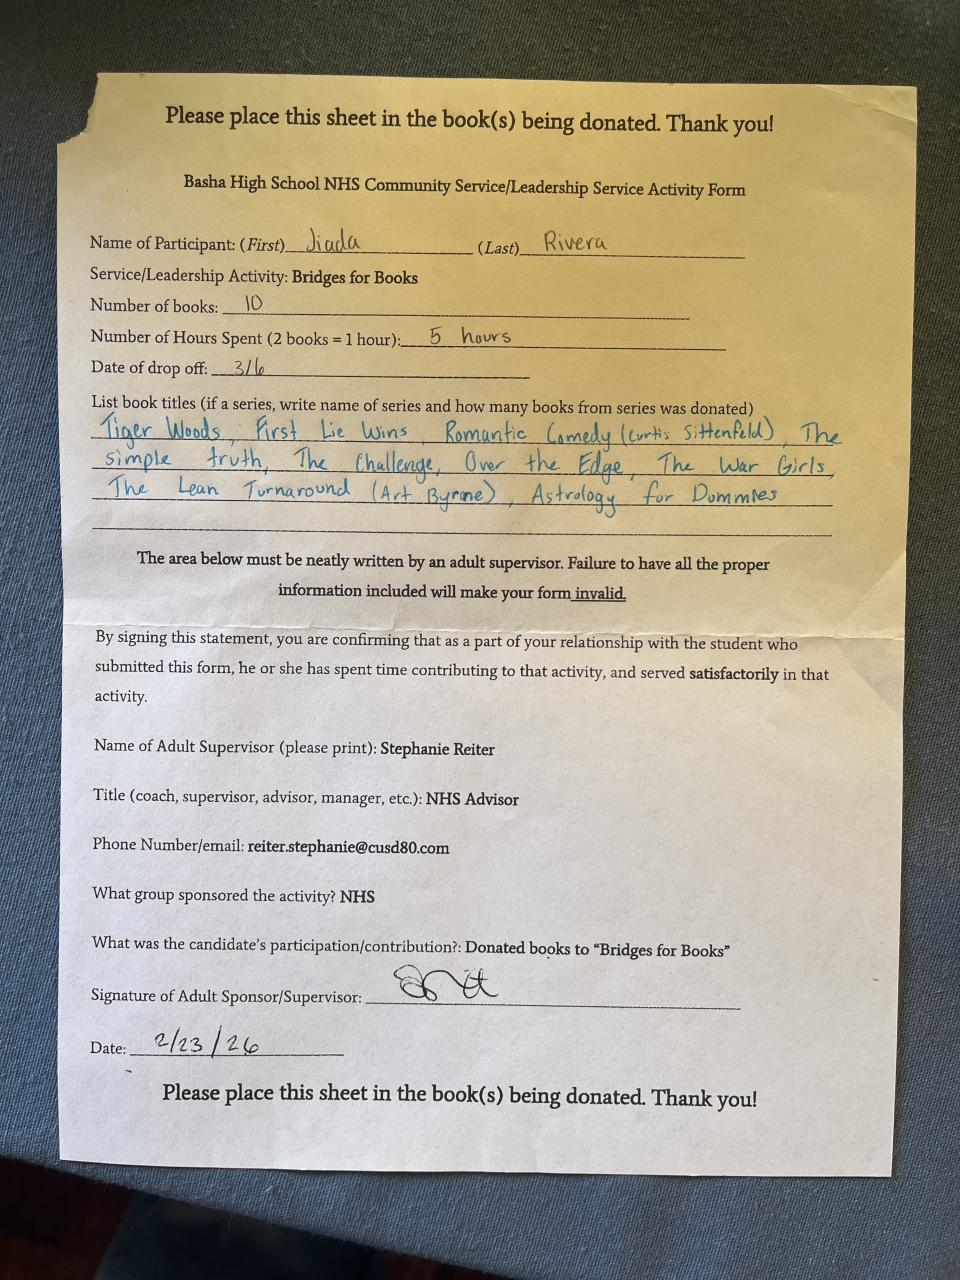 Please place this sheet in the book(s) being donated. Thank you!
Basha High School NHS Community Service/Leadership Service Activity Form
Name of Participant: (First) Jiada (Last) Rivera
Service/Leadership Activity: Bridges for Books
Number of books: 10
Number of Hours Spent (2 books = 1 hour): 5 hours
Date of drop off: 3/6
List book titles (if a series, write name of series and how many books from series was donated)
Tiger Woods, First Lie Wins, Romantic Comedy (Curtis Sittenfeld), The
simple truth, The Challenge, Over the Edge, The War Girls,
The Lean Turnaround (Art Byrne), Astrology for Dummies
The area below must be neatly written by an adult supervisor. Failure to have all the proper
information included will make your form invalid.
By signing this statement, you are confirming that as a part of your relationship with the student who
submitted this form, he or she has spent time contributing to that activity, and served satisfactorily in that
activity.
Name of Adult Supervisor (please print): Stephanie Reiter
Title (coach, supervisor, advisor, manager, etc.): NHS Advisor
Phone Number/email: reiter.stephanie@cusd80.com
What group sponsored the activity? NHS
What was the candidate's participation/contribution?: Donated books to "Bridges for Books"
Signature of Adult Sponsor/Supervisor:
Date: 2/23/26
Please place this sheet in the book(s) being donated. Thank you!